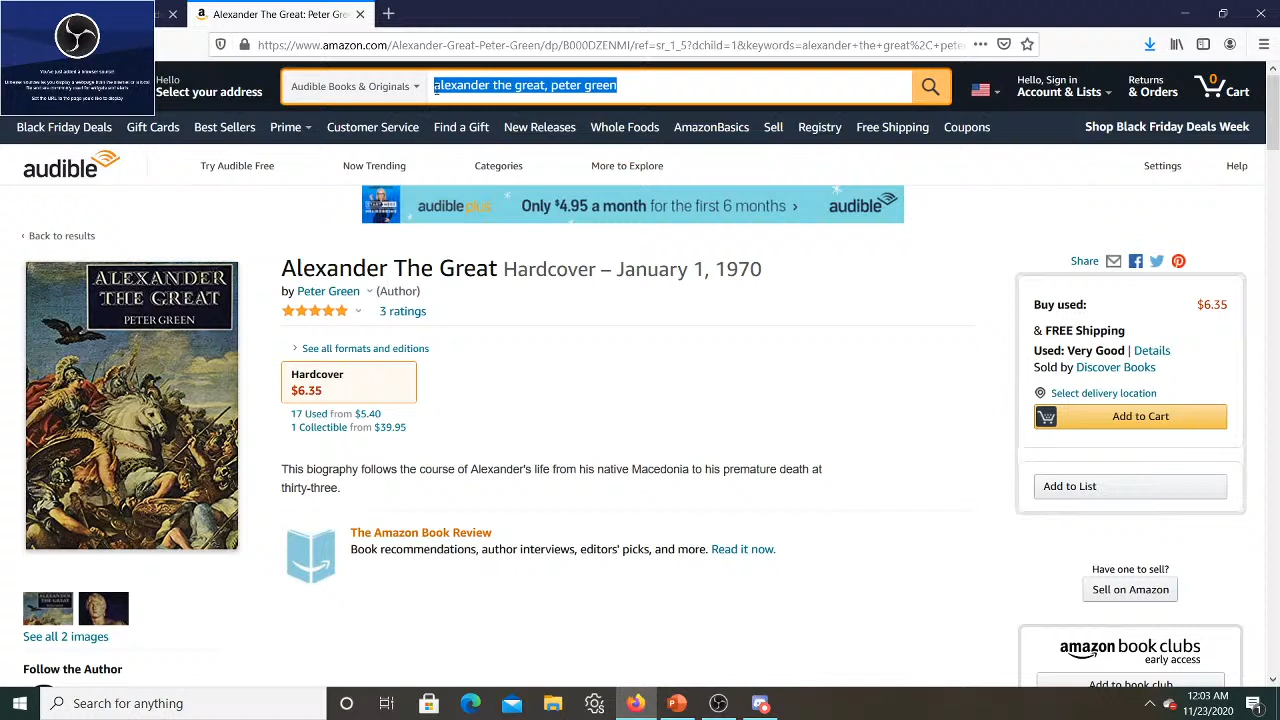 You've just added a browser source!
Alexander The Great: Peter Gre
https://www.amazon.com/Alexander-Great-Peter-Green/dp/B000DZENMI/ref=sr_1_5?dchild=1&keywords=alexander+the+great%2C+pete
Hello
Select your address
Audible Books & Originals
alexander the great, peter green
Hello, Sign in
Account & Lists
Returns
& Orders
0
Cart
Black Friday Deals Gift Cards Best Sellers Prime Customer Service Find a Gift New Releases Whole Foods AmazonBasics Sell Registry Free Shipping Coupons Shop Black Friday Deals Week
audible Try Audible Free Now Trending Categories More to Explore Settings Help
audible plus Only $4.95 a month for the first 6 months › audible
‹ Back to results
ALEXANDER
THE GREAT
PETER GREEN
Alexander The Great Hardcover – January 1, 1970
by Peter Green (Author)
3 ratings
See all formats and editions
Hardcover
$6.35
17 Used from $5.40
1 Collectible from $39.95
This biography follows the course of Alexander's life from his native Macedonia to his premature death at
thirty-three.
The Amazon Book Review
Book recommendations, author interviews, editors' picks, and more. Read it now.
Share
Buy used: $6.35
& FREE Shipping
Used: Very Good | Details
Sold by Discover Books
Select delivery location
Add to Cart
Add to List
Have one to sell?
Sell on Amazon
amazon book clubs
early access
Add to book club
See all 2 images
Follow the Author
Search for anything
12:03 AM
11/23/2020